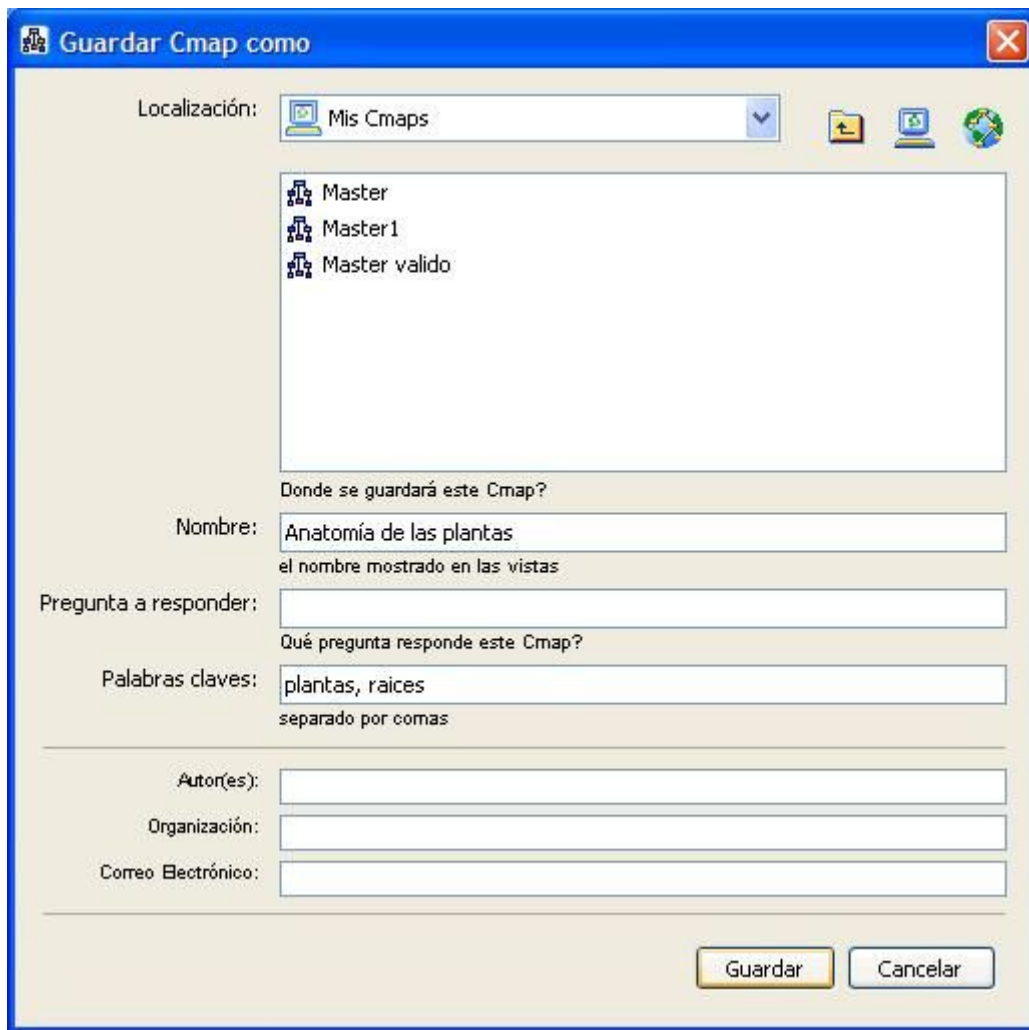 Guardar Cmap como
Localización: Mis Cmaps
Master
Master1
Master valido
Donde se guardará este Cmap?
Nombre: Anatomía de las plantas
el nombre mostrado en las vistas
Pregunta a responder:
Qué pregunta responde este Cmap?
Palabras claves: plantas, raices
separado por comas
Autor(es):
Organización:
Correo Electrónico:
Guardar Cancelar